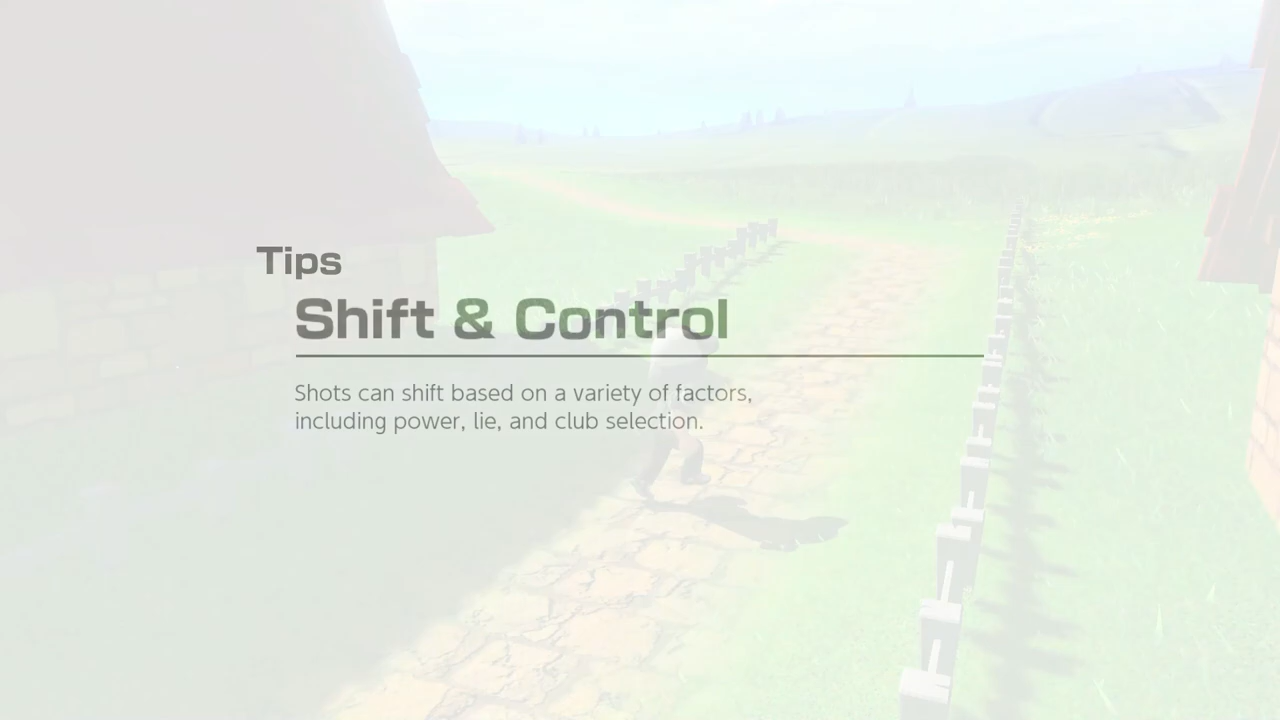 Tips
Shift & Control
Shots can shift based on a variety of factors,
including power, lie, and club selection.